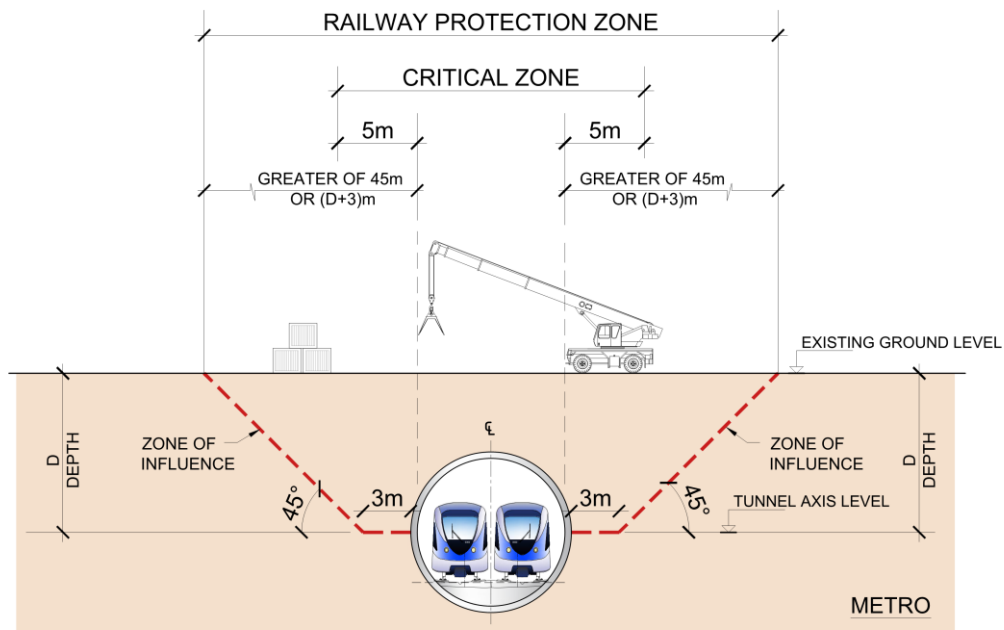 RAILWAY PROTECTION ZONE
CRITICAL ZONE
5m
5m
GREATER OF 45m
OR (D+3)m
GREATER OF 45m
OR (D+3)m
EXISTING GROUND LEVEL
D
DEPTH
ZONE OF
INFLUENCE
℄
ZONE OF
INFLUENCE
D
DEPTH
45°
3m
3m
45°
TUNNEL AXIS LEVEL
METRO